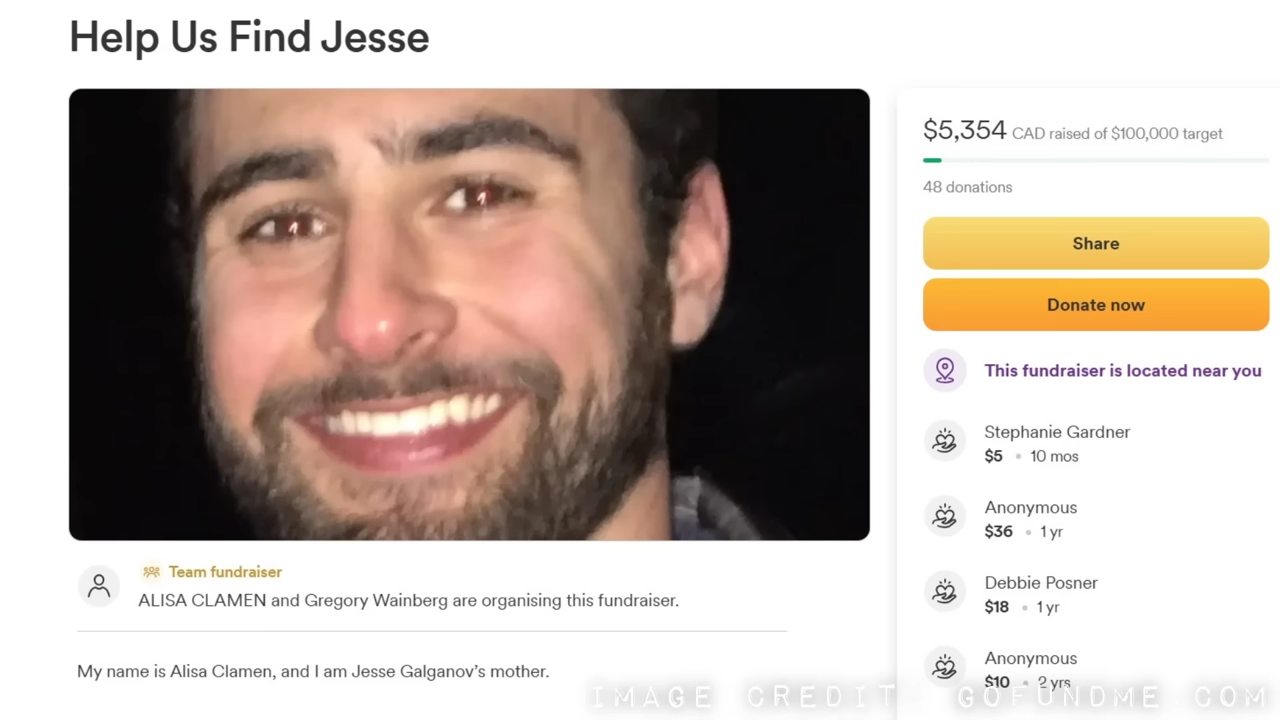 Help Us Find Jesse
$5,354 CAD raised of $100,000 target
48 donations
Share
Donate now
This fundraiser is located near you
Stephanie Gardner
$5 • 10 mos
Anonymous
$36 • 1 yr
Debbie Posner
$18 • 1 yr
Anonymous
$10 • 2 yrs
Team fundraiser
ALISA CLAMEN and Gregory Wainberg are organising this fundraiser.
My name is Alisa Clamen, and I am Jesse Galganov’s mother.
IMAGE CREDIT: GOFUNDME.COM